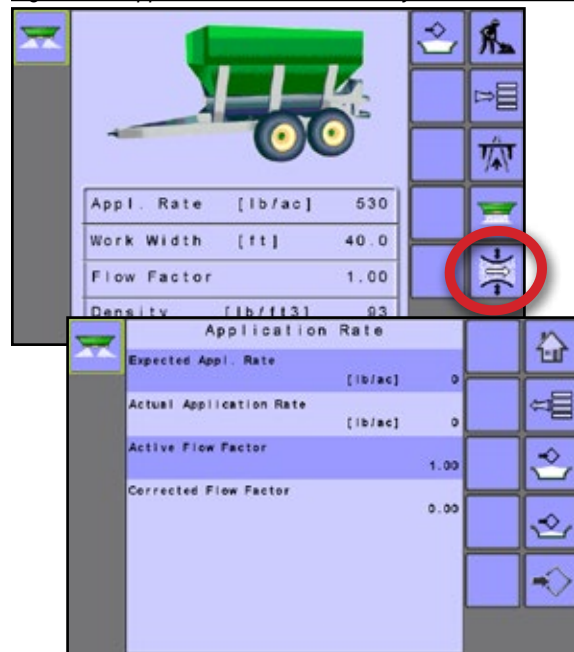 Appl. Rate [lb/ac] 530
Work Width [ft] 40.0
Flow Factor 1.00
Density [lb/ft3] 93
Application Rate
Expected Appl. Rate
[lb/ac] 0
Actual Application Rate
[lb/ac] 0
Active Flow Factor
1.00
Corrected Flow Factor
0.00